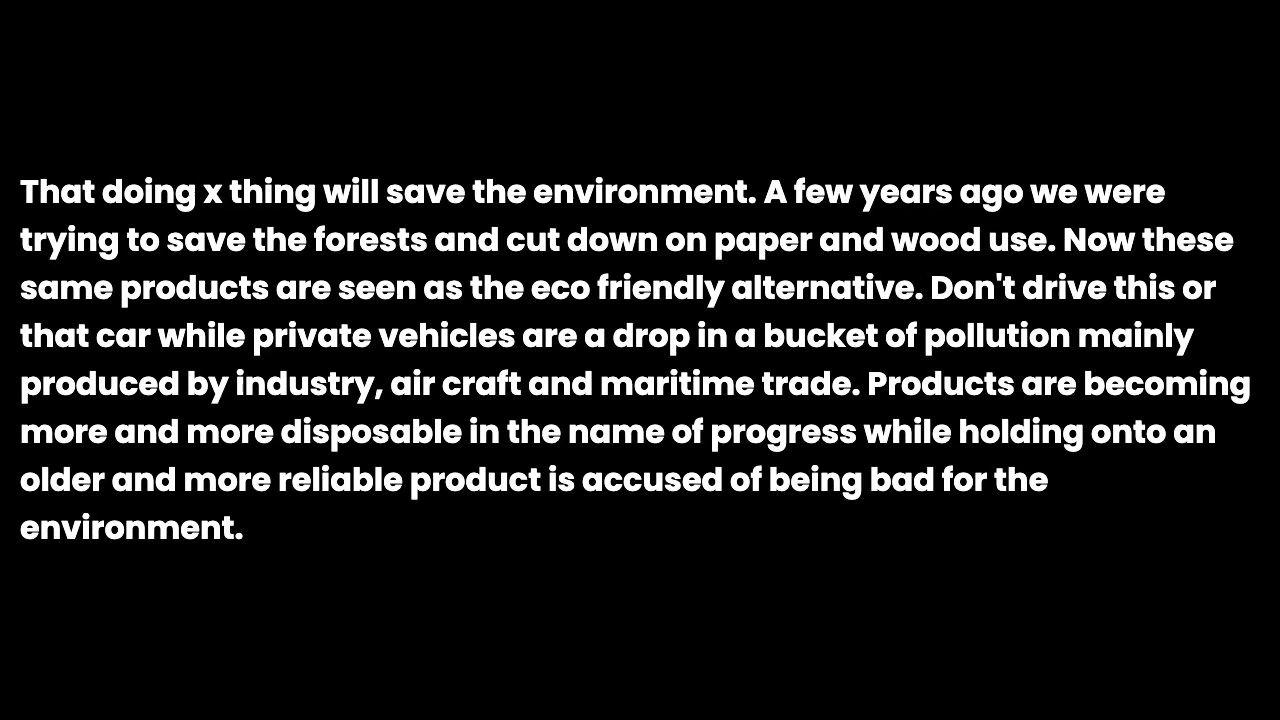 That doing x thing will save the environment. A few years ago we were
trying to save the forests and cut down on paper and wood use. Now these
same products are seen as the eco friendly alternative. Don't drive this or
that car while private vehicles are a drop in a bucket of pollution mainly
produced by industry, air craft and maritime trade. Products are becoming
more and more disposable in the name of progress while holding onto an
older and more reliable product is accused of being bad for the
environment.